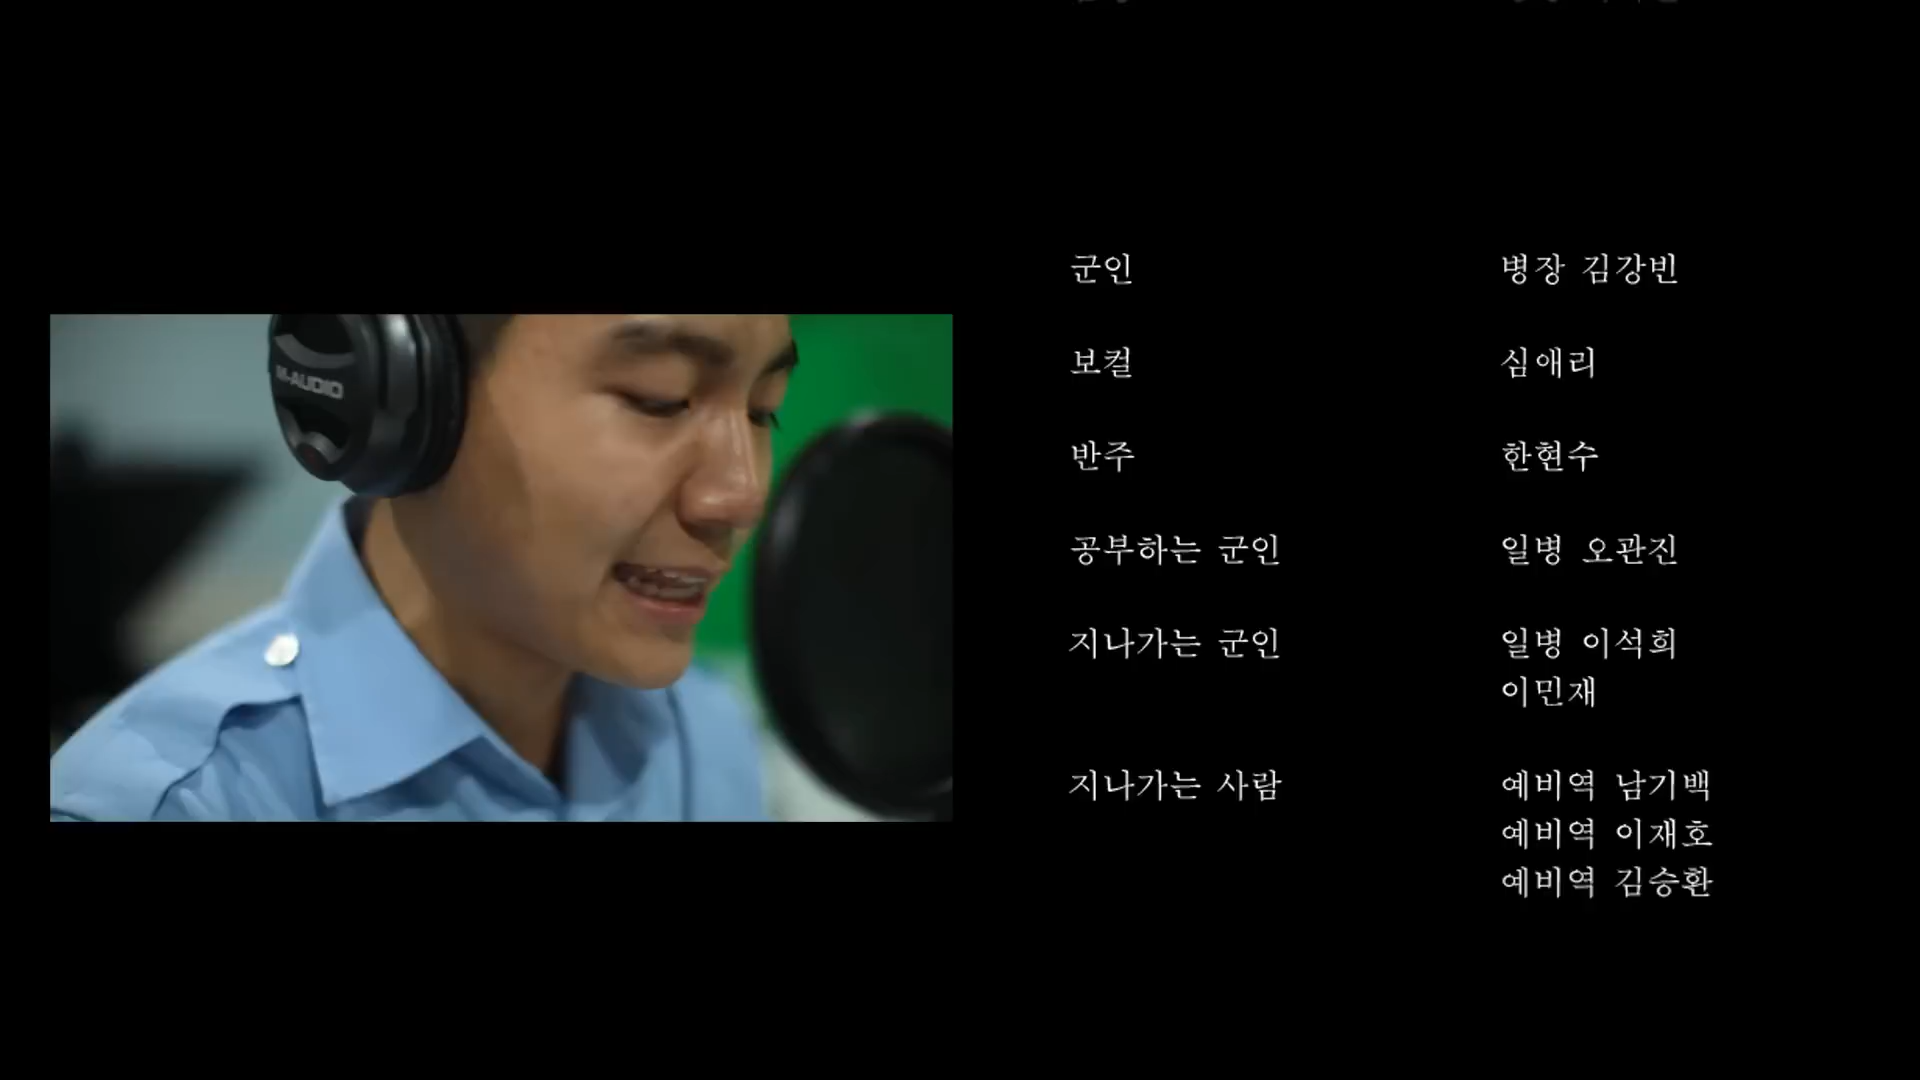 M-AUDIO
군인 병장 김강빈
보컬 심애리
반주 한현수
공부하는 군인 일병 오관진
지나가는 군인 일병 이석희
이민재
지나가는 사람 예비역 남기백
예비역 이재호
예비역 김승환